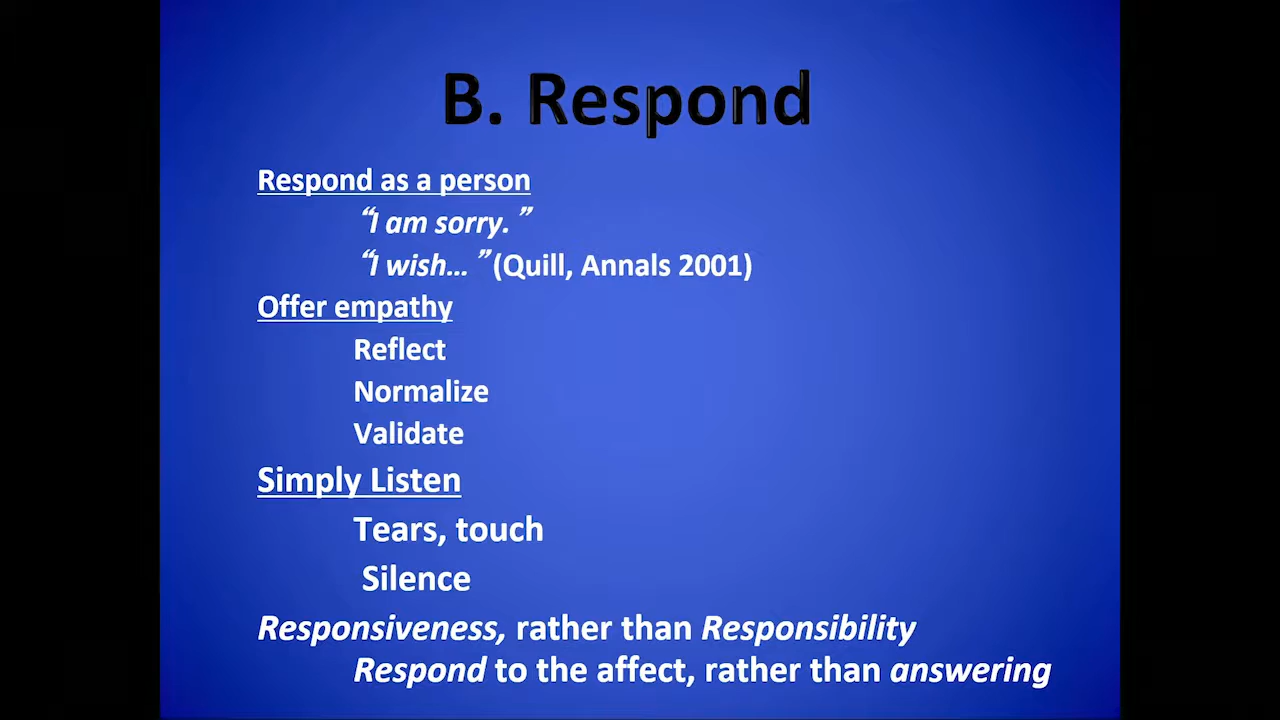 B. Respond
Respond as a person
“I am sorry. ”
“I wish… ”(Quill, Annals 2001)
Offer empathy
Reflect
Normalize
Validate
Simply Listen
Tears, touch
Silence
Responsiveness, rather than Responsibility
Respond to the affect, rather than answering